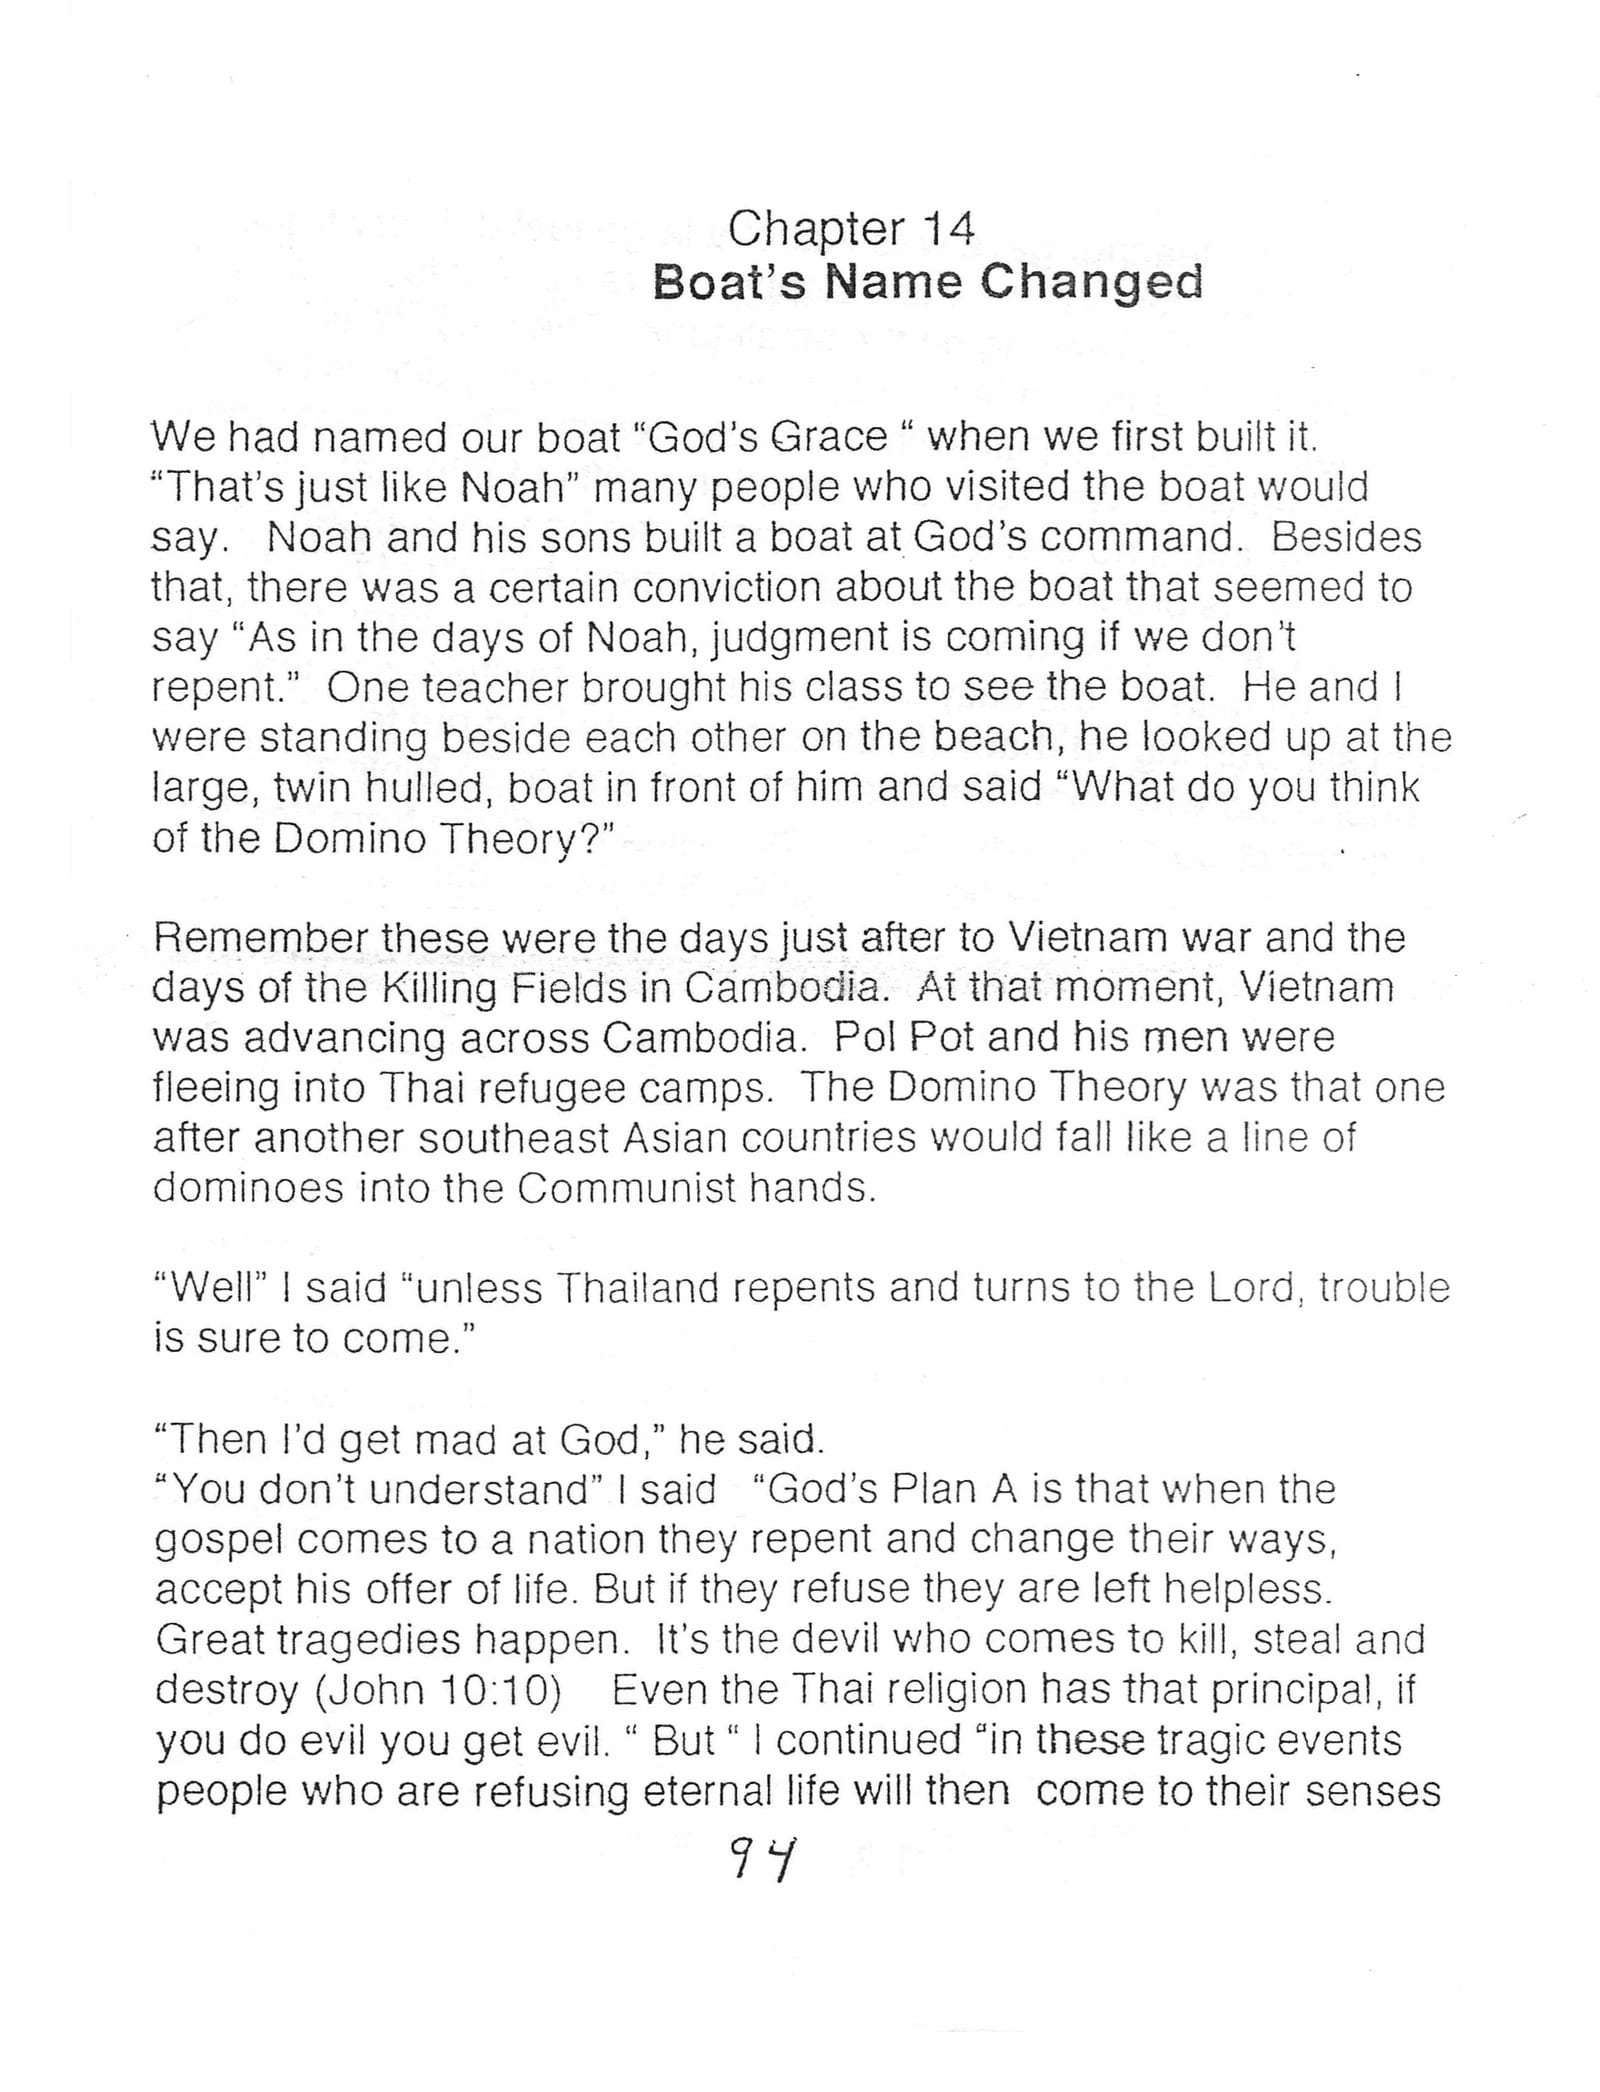 Chapter 14
Boat's Name Changed
We had named our boat "God's Grace " when we first built it.
"That's just like Noah" many people who visited the boat would
say. Noah and his sons built a boat at God's command. Besides
that, there was a certain conviction about the boat that seemed to
say "As in the days of Noah, judgment is coming if we don't
repent." One teacher brought his class to see the boat. He and I
were standing beside each other on the beach, he looked up at the
large, twin hulled, boat in front of him and said "What do you think
of the Domino Theory?"
Remember these were the days just after to Vietnam war and the
days of the Killing Fields in Cambodia. At that moment, Vietnam
was advancing across Cambodia. Pol Pot and his men were
fleeing into Thai refugee camps. The Domino Theory was that one
after another southeast Asian countries would fall like a line of
dominoes into the Communist hands.
"Well" I said "unless Thailand repents and turns to the Lord, trouble
is sure to come."
"Then I'd get mad at God," he said.
"You don't understand" I said "God's Plan A is that when the
gospel comes to a nation they repent and change their ways,
accept his offer of life. But if they refuse they are left helpless.
Great tragedies happen. It's the devil who comes to kill, steal and
destroy (John 10:10) Even the Thai religion has that principal, if
you do evil you get evil. " But " I continued "in these tragic events
people who are refusing eternal life will then come to their senses
94